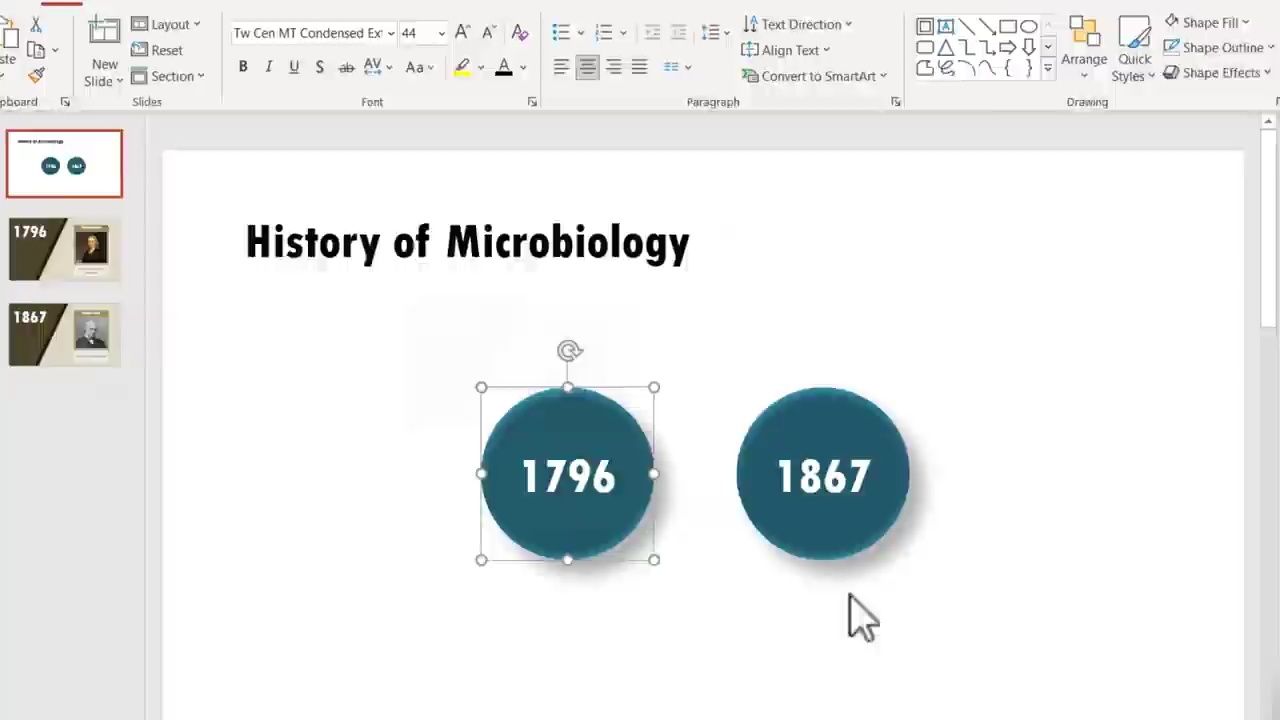 Layout
Reset
Section
New
Slide
Slides
Tw Cen MT Condensed Ex
44
B I U S ab AV Aa A
Font
Text Direction
Align Text
Convert to SmartArt
Paragraph
Arrange
Quick
Styles
Shape Fill
Shape Outline
Shape Effects
Drawing
1796
1867
History of Microbiology
1796
1867